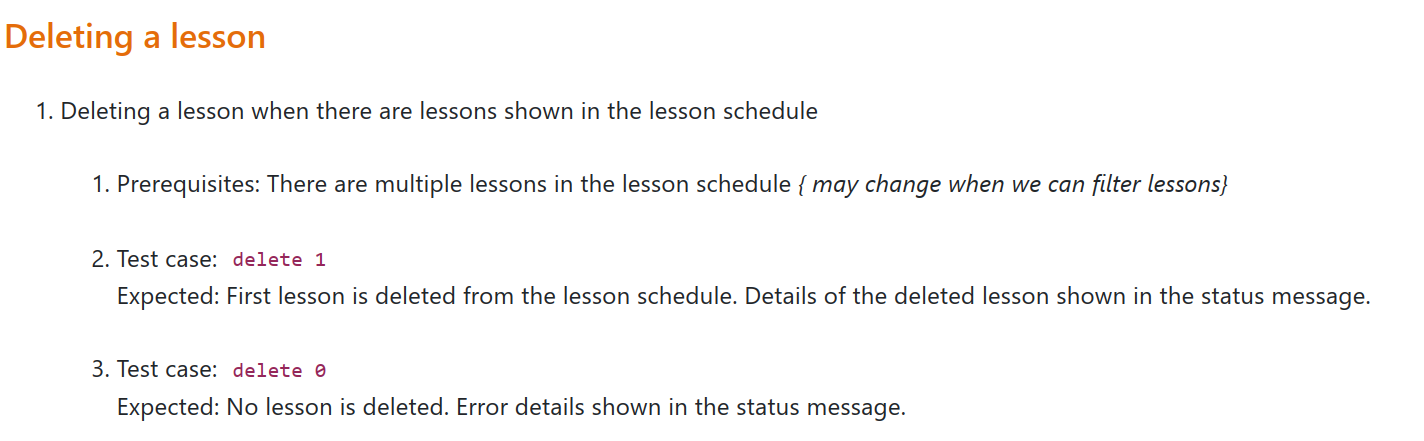 Deleting a lesson
1. Deleting a lesson when there are lessons shown in the lesson schedule
1. Prerequisites: There are multiple lessons in the lesson schedule { may change when we can filter lessons}
2. Test case: delete 1
Expected: First lesson is deleted from the lesson schedule. Details of the deleted lesson shown in the status message.
3. Test case: delete 0
Expected: No lesson is deleted. Error details shown in the status message.